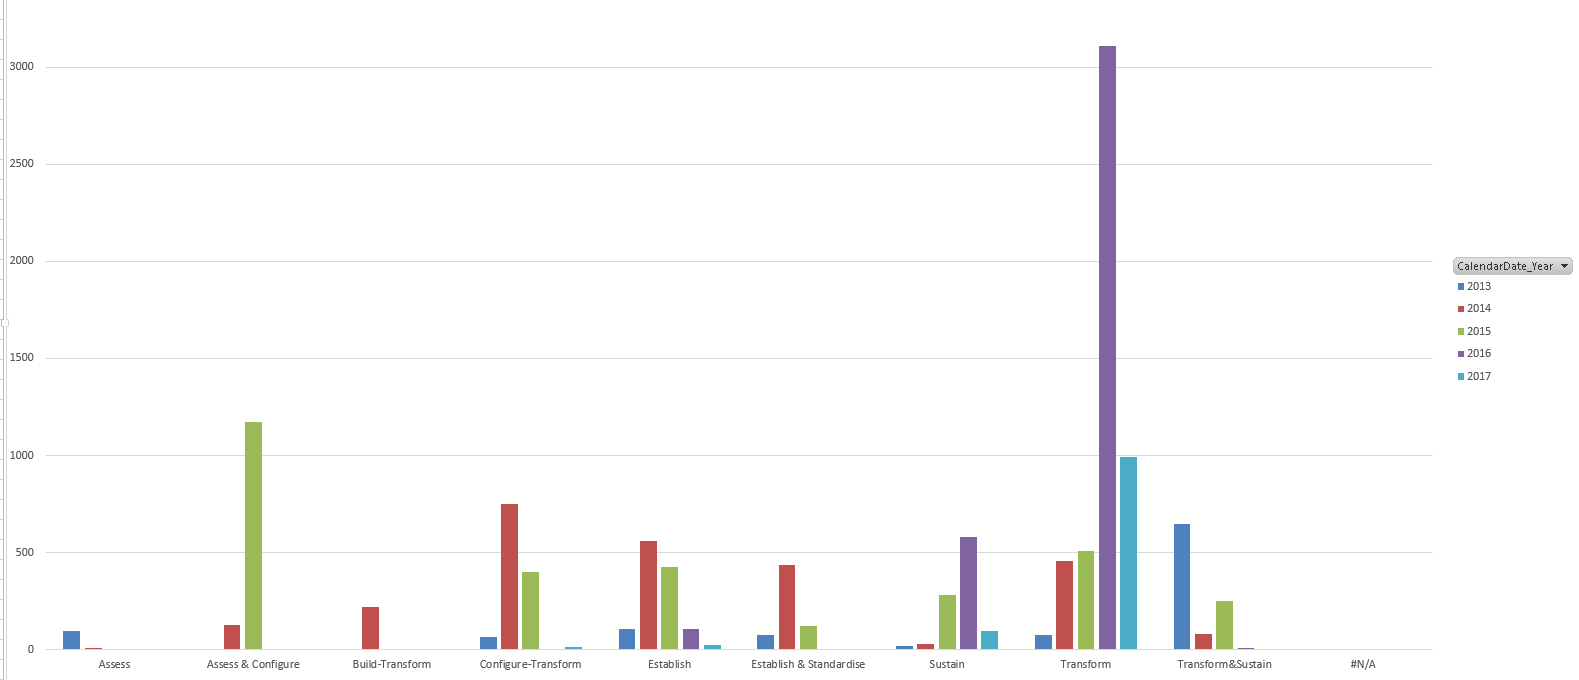 3000
2500
2000
1500
1000
500
0
Assess
Assess & Configure
Build-Transform
Configure-Transform
Establish
Establish & Standardise
Sustain
Transform
Transform&Sustain
#N/A
CalendarDate_Year
2013
2014
2015
2016
2017